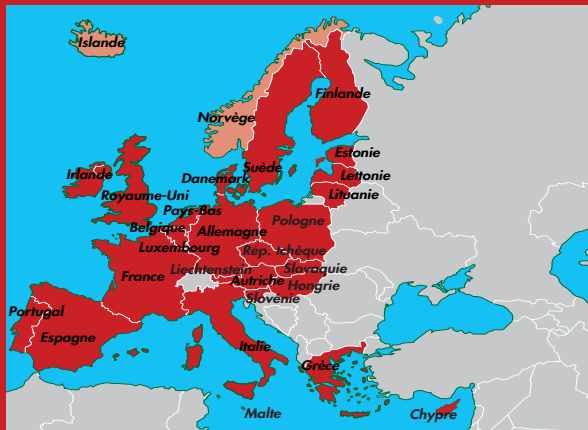 Islande
Finlande
Norvège
Estonie
Suède
Lettonie
Irlande
Danemark
Lituanie
Royaume-Uni
Pays-Bas
Pologne
Belgique
Allemagne
Luxembourg
Rép. Tchèque
Liechtenstein
Slovaquie
France
Autriche
Hongrie
Slovénie
Portugal
Espagne
Italie
Grèce
Malte
Chypre